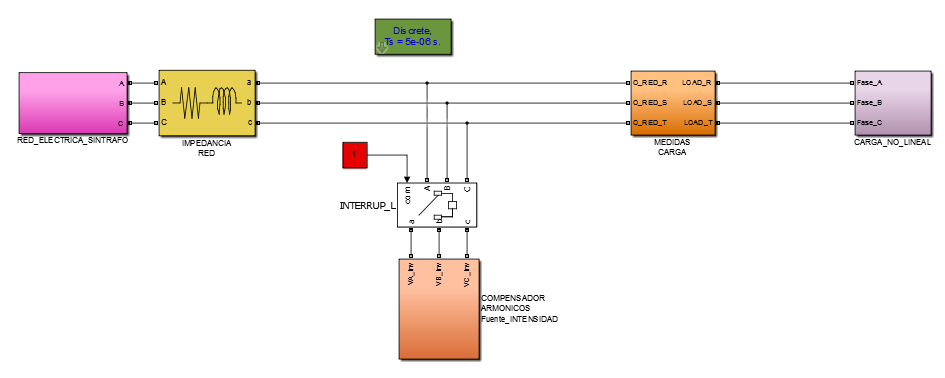 Discrete,
Ts = 5e-06 s.
A
B
C
RED_ELECTRICA_SINTRAFO
A
B
C
a
b
c
IMPEDANCIA
RED
O_RED_R
O_RED_S
O_RED_T
LOAD_R
LOAD_S
LOAD_T
MEDIDAS
CARGA
Fase_A
Fase_B
Fase_C
CARGA_NO_LINEAL
1
INTERRUP_L
com
A
B
C
a
b
c
VA_Inv
VB_Inv
VC_Inv
COMPENSADOR
ARMONICOS
Fuente_INTENSIDAD